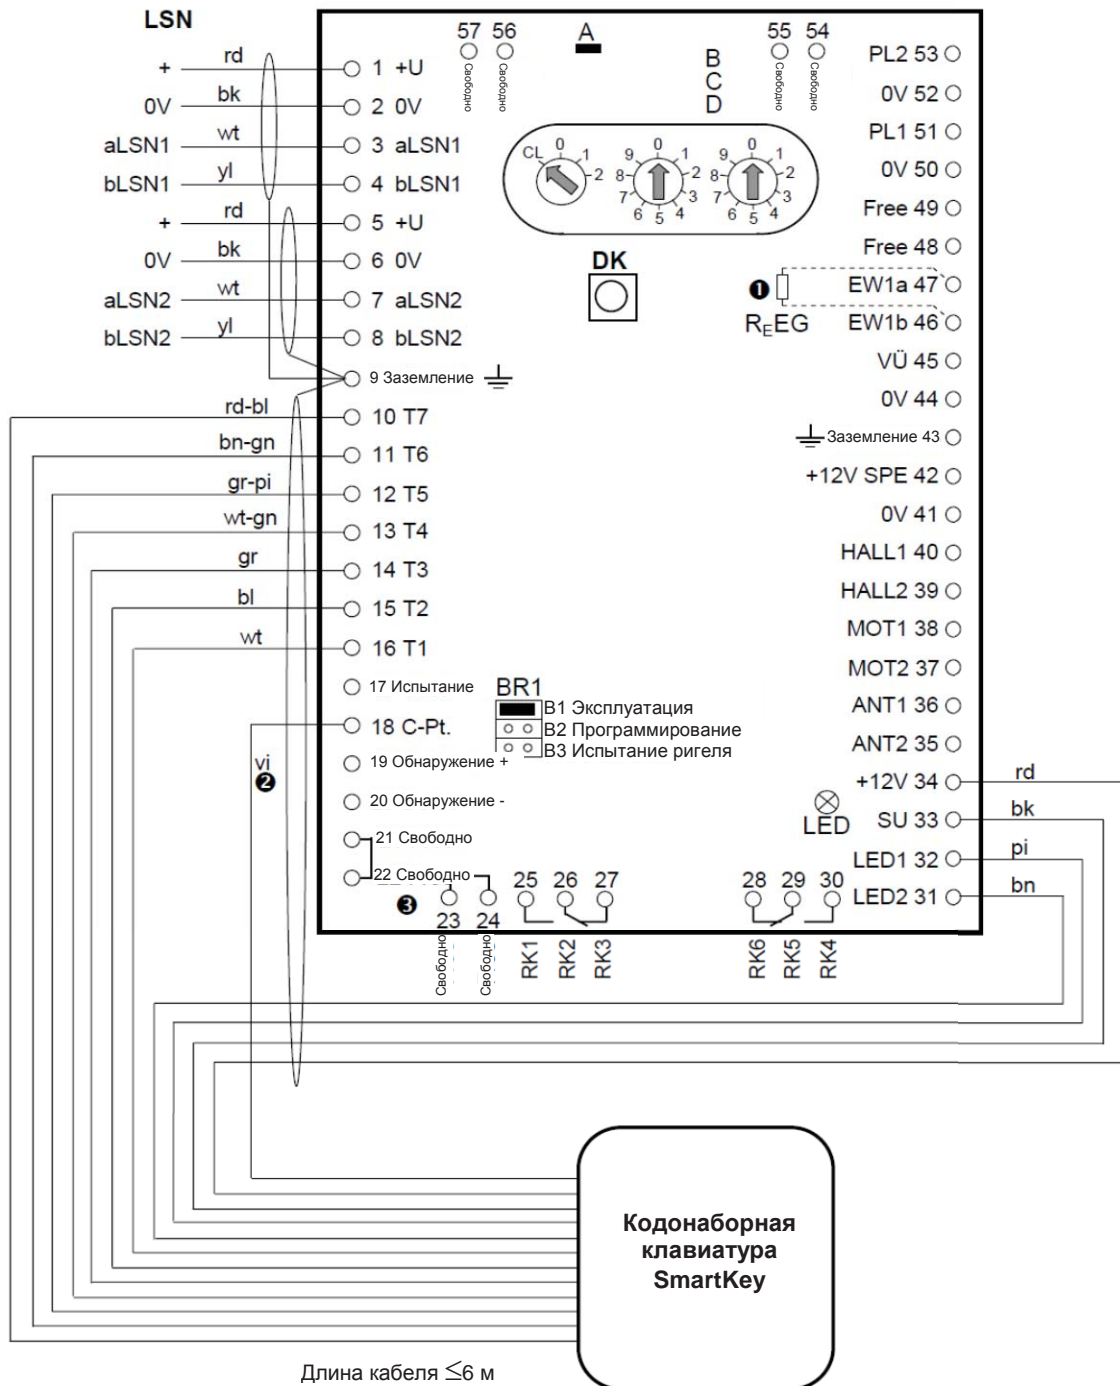 LSN
57 56
A
55 54
Свободно
Свободно
B
C
D
Свободно
Свободно
+ rd 1 +U
0V bk 2 0V
aLSN1 wt 3 aLSN1
bLSN1 yl 4 bLSN1
+ rd 5 +U
0V bk 6 0V
aLSN2 wt 7 aLSN2
bLSN2 yl 8 bLSN2
9 Заземление
rd-bl 10 T7
bn-gn 11 T6
gr-pi 12 T5
wt-gn 13 T4
gr 14 T3
bl 15 T2
wt 16 T1
17 Испытание
18 C-Pt.
vi
❷
19 Обнаружение +
20 Обнаружение -
21 Свободно
22 Свободно
❸
23
24
Свободно
Свободно
CL 0 1 2
0 1 2 3 4 5 6 7 8 9
0 1 2 3 4 5 6 7 8 9
DK
❶
REEG
BR1
B1 Эксплуатация
B2 Программирование
B3 Испытание ригеля
LED
25 26 27
RK1
RK2
RK3
28 29 30
RK6
RK5
RK4
PL2 53
0V 52
PL1 51
0V 50
Free 49
Free 48
EW1a 47
EW1b 46
VÜ 45
0V 44
Заземление 43
+12V SPE 42
0V 41
HALL1 40
HALL2 39
MOT1 38
MOT2 37
ANT1 36
ANT2 35
+12V 34 rd
SU 33 bk
LED1 32 pi
LED2 31 bn
Кодонаборная
клавиатура
SmartKey
Длина кабеля ≤6 м